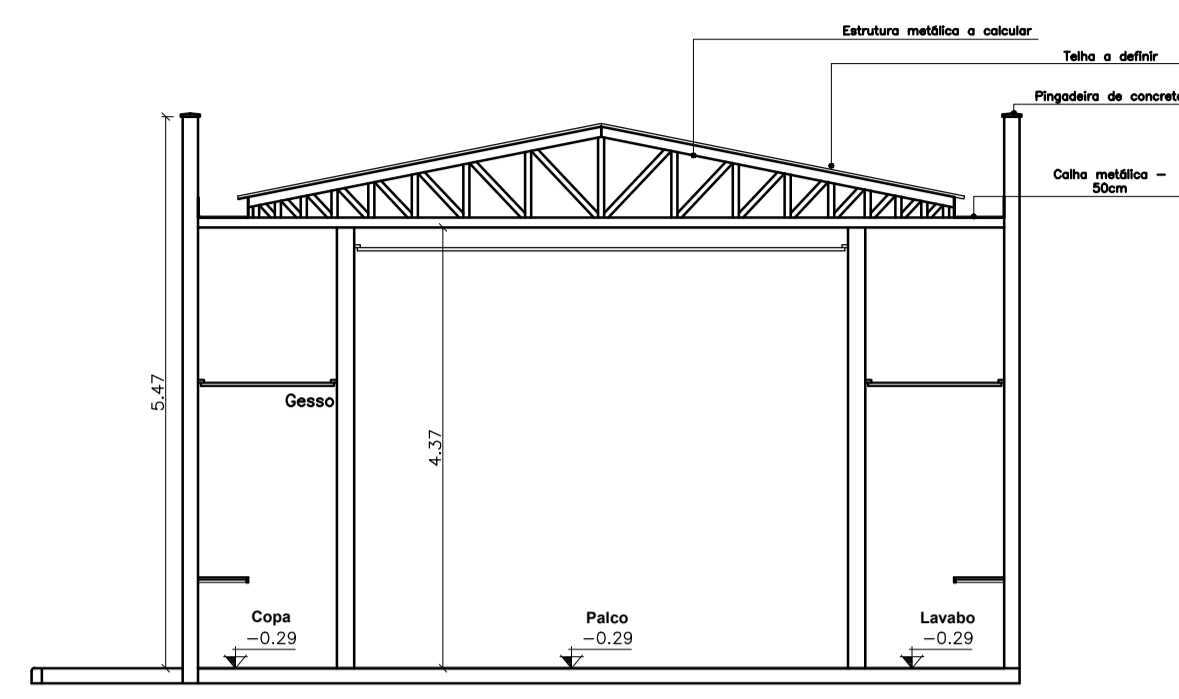 Estrutura metálica a calcular
Telha a definir
Pingadeira de concreto
Calha metálica –
50cm
5.47
Gesso
4.37
Copa
−0.29
Palco
−0.29
Lavabo
−0.29